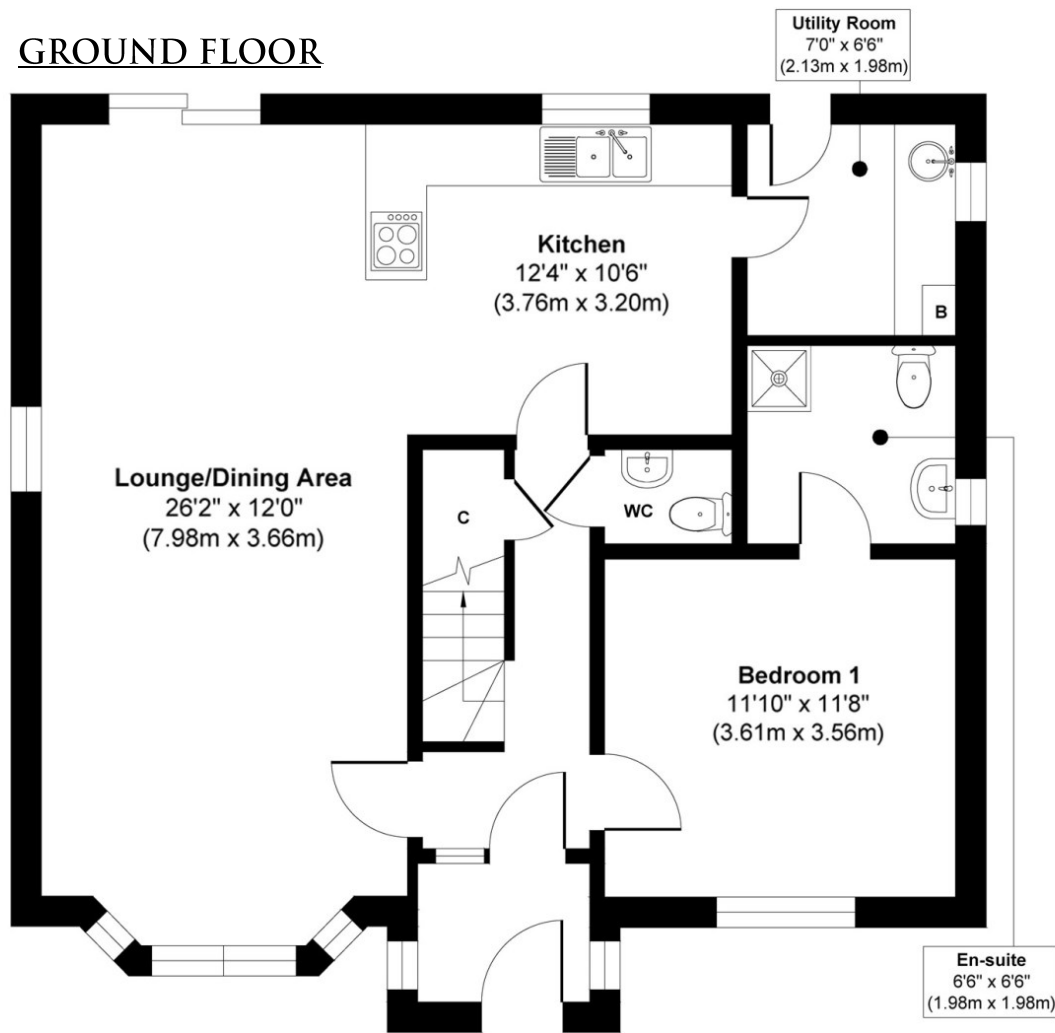 GROUND FLOOR
Utility Room
7'0" x 6'6"
(2.13m x 1.98m)
Kitchen
12'4" x 10'6"
(3.76m x 3.20m)
B
Lounge/Dining Area
26'2" x 12'0"
(7.98m x 3.66m)
C
WC
Bedroom 1
11'10" x 11'8"
(3.61m x 3.56m)
En-suite
6'6" x 6'6"
(1.98m x 1.98m)